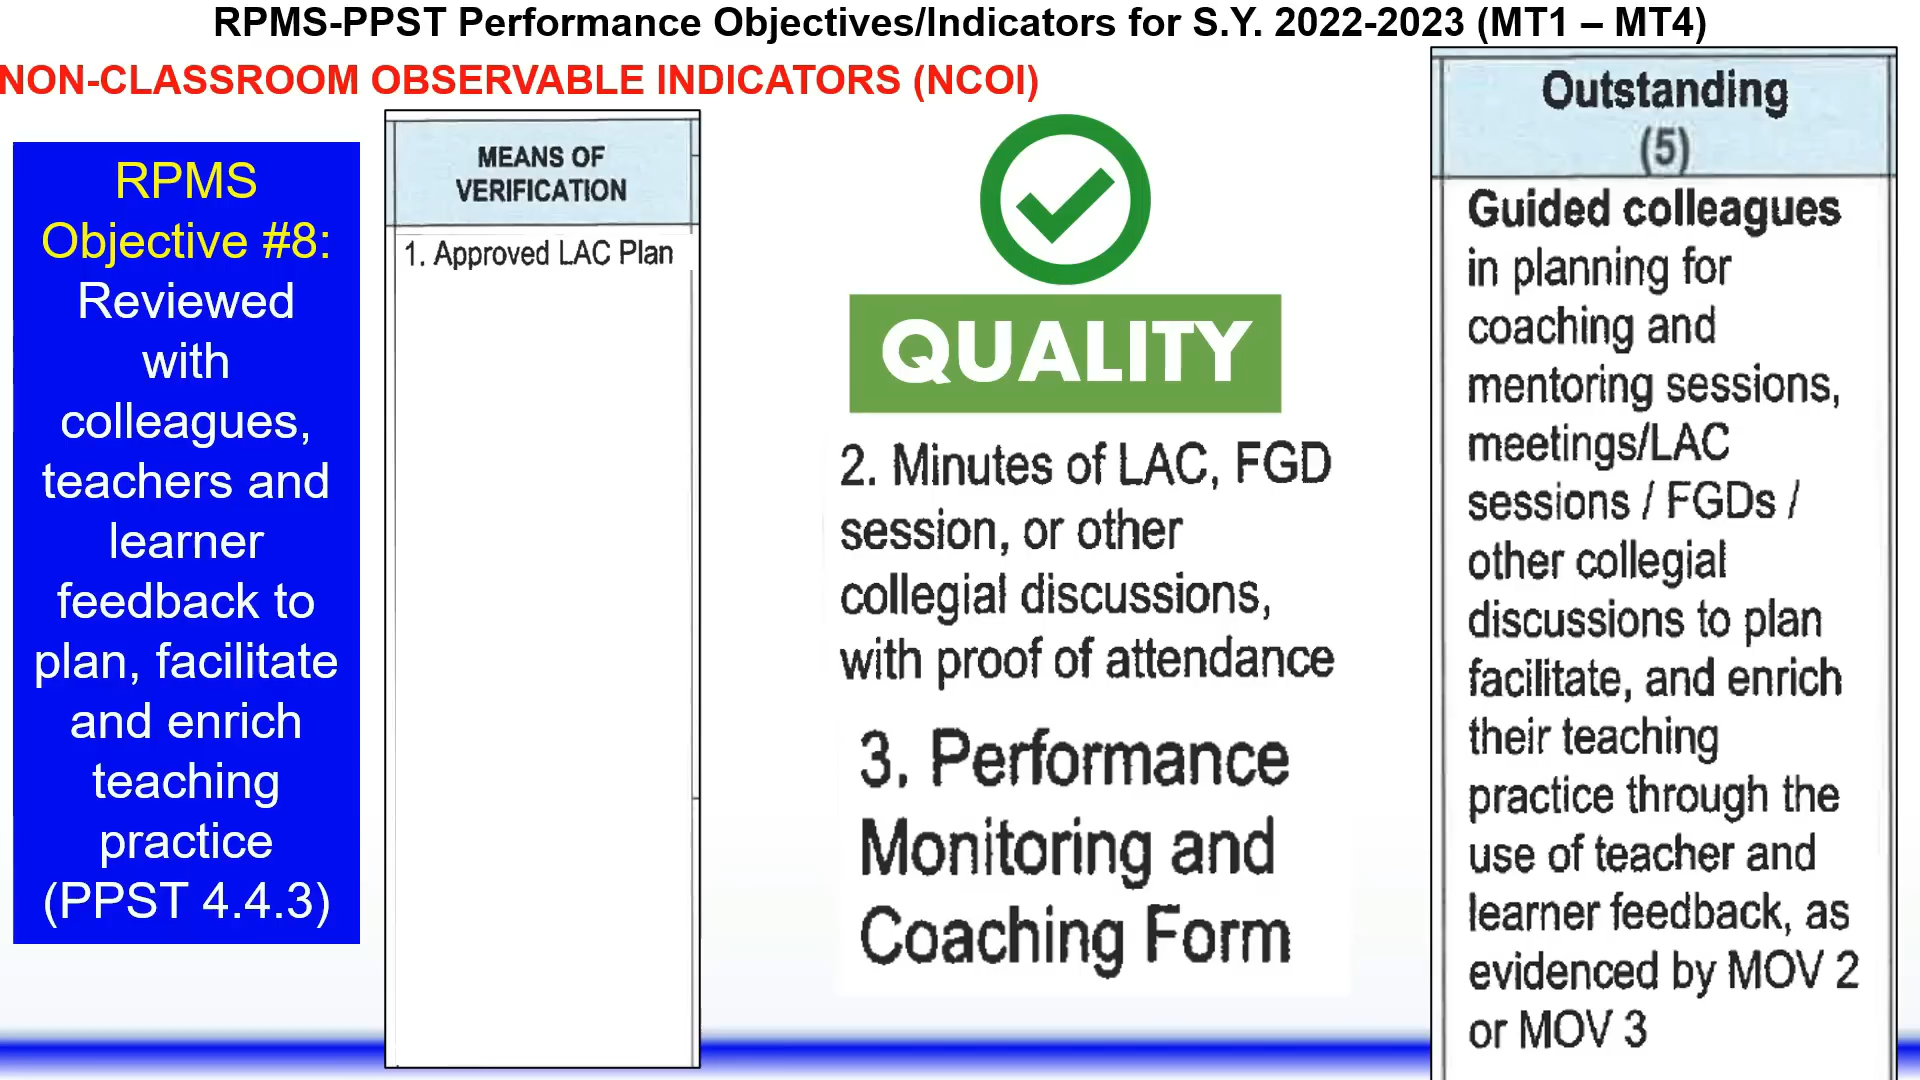 RPMS-PPST Performance Objectives/Indicators for S.Y. 2022-2023 (MT1 – MT4)
NON-CLASSROOM OBSERVABLE INDICATORS (NCOI)
RPMS
Objective #8:
Reviewed
with
colleagues,
teachers and
learner
feedback to
plan, facilitate
and enrich
teaching
practice
(PPST 4.4.3)
MEANS OF
VERIFICATION
1. Approved LAC Plan
QUALITY
2. Minutes of LAC, FGD
session, or other
collegial discussions,
with proof of attendance
3. Performance
Monitoring and
Coaching Form
Outstanding
(5)
Guided colleagues
in planning for
coaching and
mentoring sessions,
meetings/LAC
sessions / FGDs /
other collegial
discussions to plan
facilitate, and enrich
their teaching
practice through the
use of teacher and
learner feedback, as
evidenced by MOV 2
or MOV 3